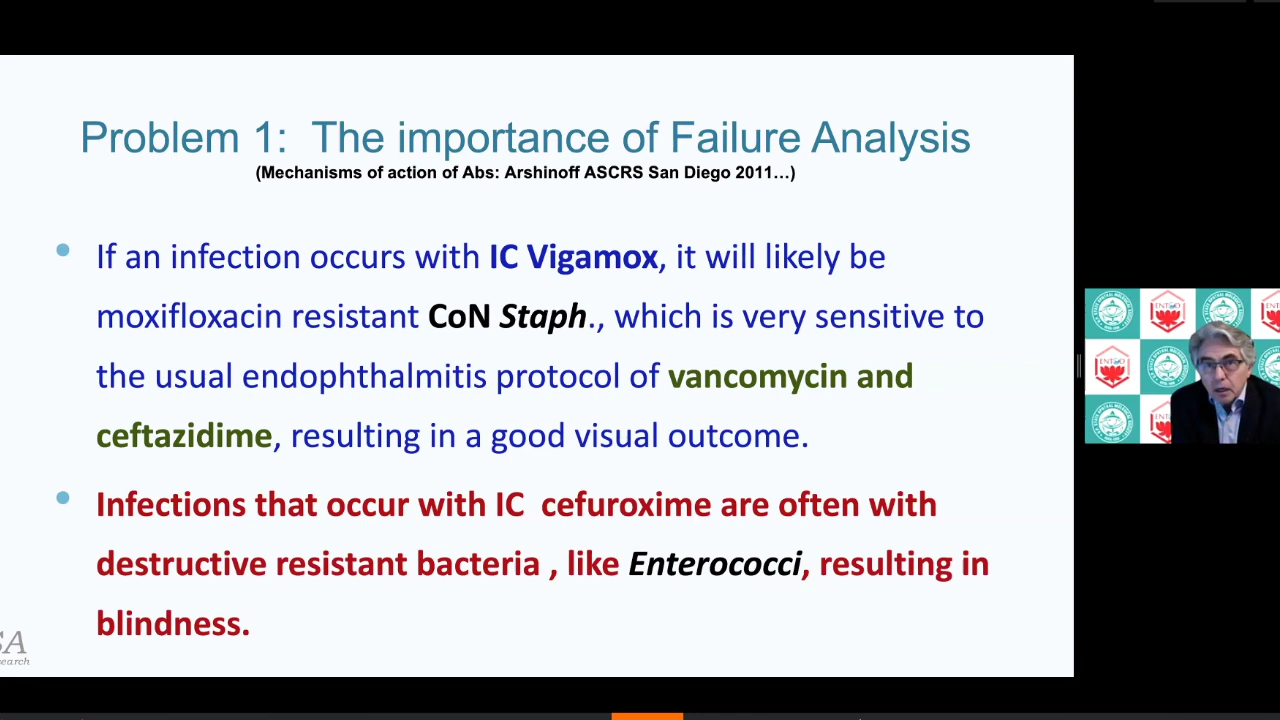 Problem 1:  The importance of Failure Analysis
(Mechanisms of action of Abs: Arshinoff ASCRS San Diego 2011…)
• If an infection occurs with IC Vigamox, it will likely be
moxifloxacin resistant CoN Staph., which is very sensitive to
the usual endophthalmitis protocol of vancomycin and
ceftazidime, resulting in a good visual outcome.
• Infections that occur with IC  cefuroxime are often with
destructive resistant bacteria , like Enterococci, resulting in
blindness.
SA
search